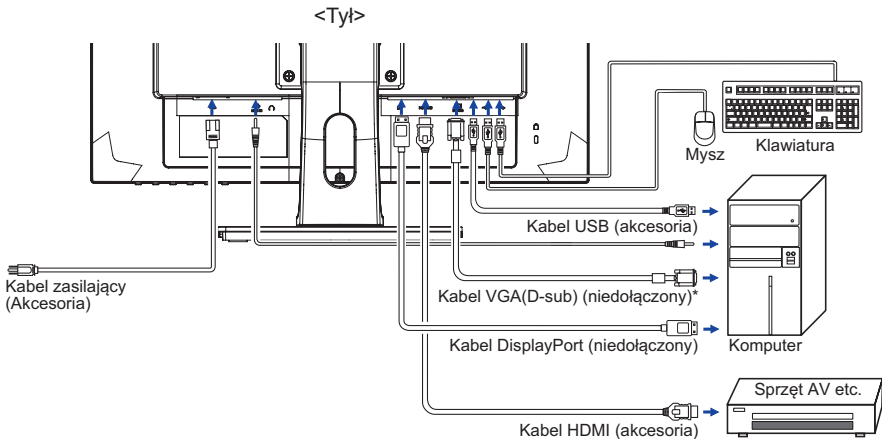 <Tył>
Mysz
Klawiatura
Kabel USB (akcesoria)
Kabel zasilający
(Akcesoria)
Kabel VGA(D-sub) (niedołączony)*
Kabel DisplayPort (niedołączony)
Komputer
Sprzęt AV etc.
Kabel HDMI (akcesoria)